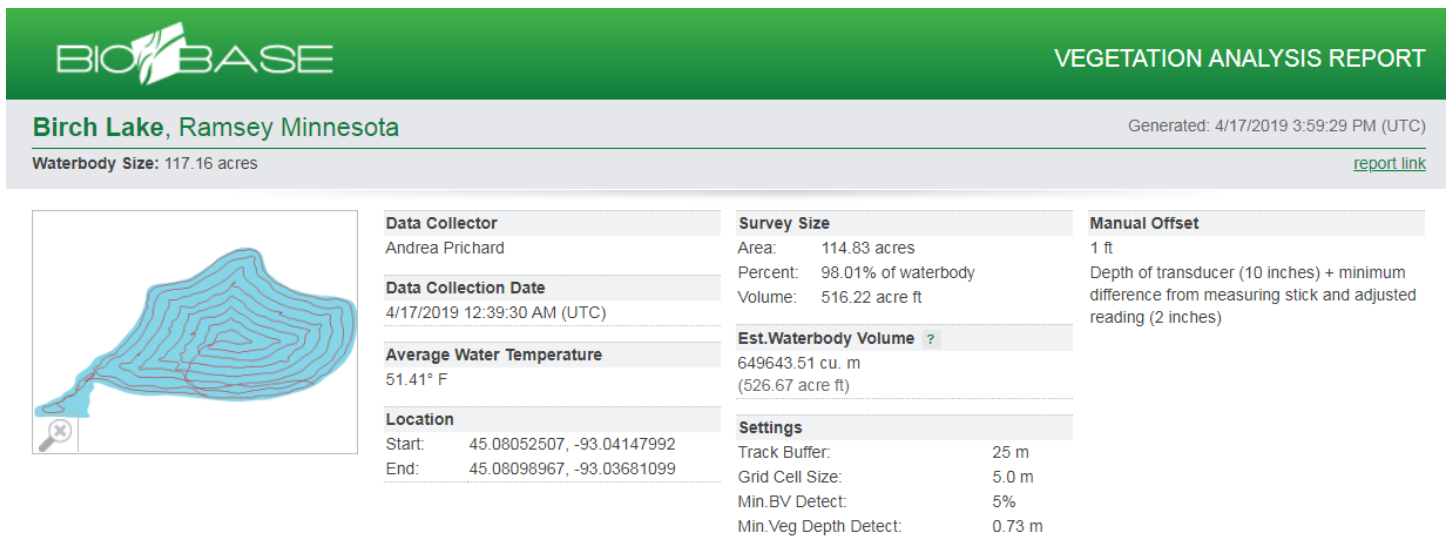 BIOBASE
VEGETATION ANALYSIS REPORT
Birch Lake, Ramsey Minnesota
Generated: 4/17/2019 3:59:29 PM (UTC)
Waterbody Size: 117.16 acres
report link
Data Collector
Andrea Prichard
Data Collection Date
4/17/2019 12:39:30 AM (UTC)
Average Water Temperature
51.41° F
Location
Start: 45.08052507, -93.04147992
End: 45.08098967, -93.03681099
Survey Size
Area: 114.83 acres
Percent: 98.01% of waterbody
Volume: 516.22 acre ft
Est.Waterbody Volume ?
649643.51 cu. m
(526.67 acre ft)
Settings
Track Buffer: 25 m
Grid Cell Size: 5.0 m
Min.BV Detect: 5%
Min.Veg Depth Detect: 0.73 m
Manual Offset
1 ft
Depth of transducer (10 inches) + minimum
difference from measuring stick and adjusted
reading (2 inches)